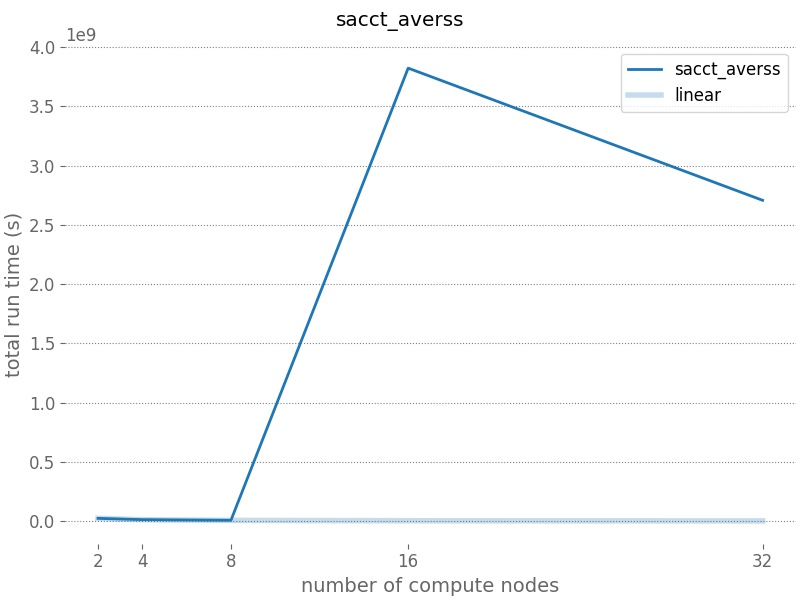 sacct_averss
1e9
4.0
3.5
3.0
2.5
2.0
1.5
1.0
0.5
0.0
total run time (s)
sacct_averss
linear
2 4 8 16 32
number of compute nodes